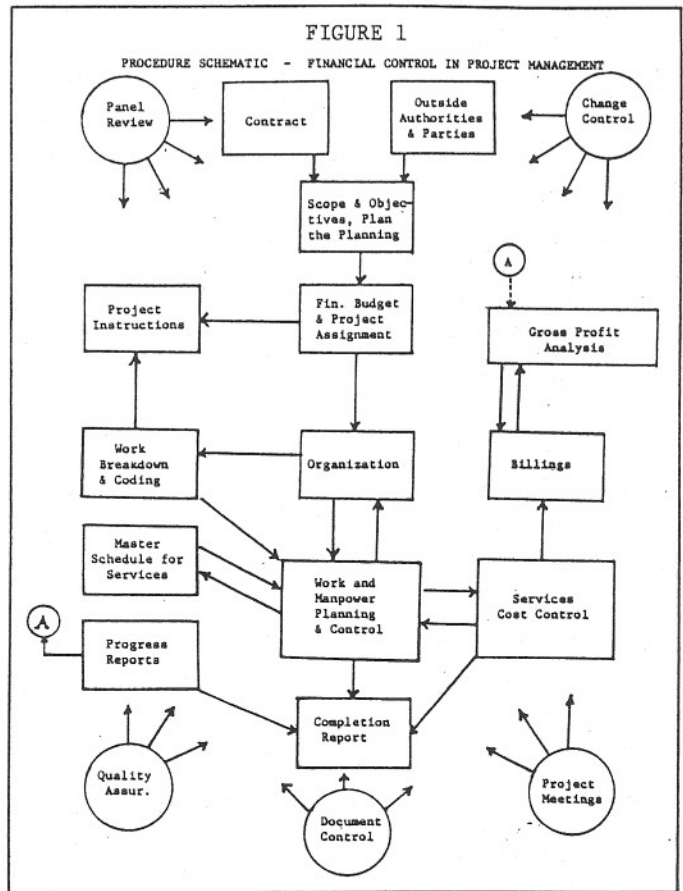 FIGURE 1
PROCEDURE SCHEMATIC - FINANCIAL CONTROL IN PROJECT MANAGEMENT
Panel
Review
Contract
Outside
Authorities
& Parties
Change
Control
Scope & Objec-
tives, Plan
the Planning
A
Project
Instructions
Fin. Budget
& Project
Assignment
Gross Profit
Analysis
Work
Breakdown
& Coding
Organization
Billings
Master
Schedule for
Services
Work and
Manpower
Planning
& Control
Services
Cost Control
A
Progress
Reports
Completion
Report
Quality
Assur.
Document
Control
Project
Meetings